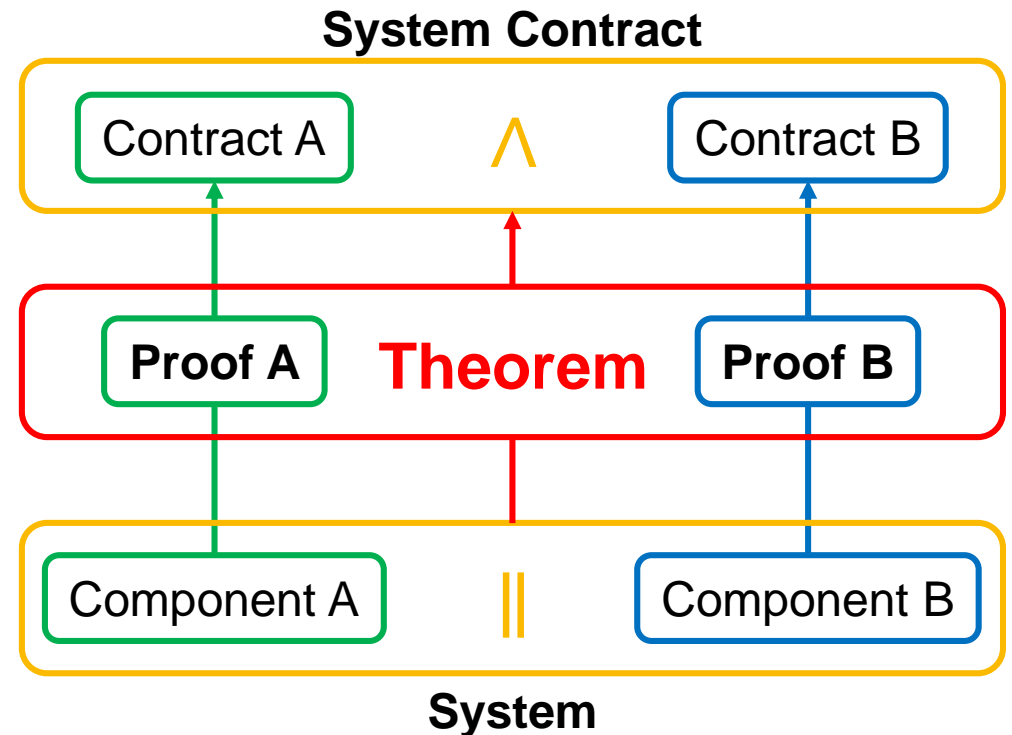 System Contract
Contract A ∧ Contract B
Proof A Theorem Proof B
Component A || Component B
System